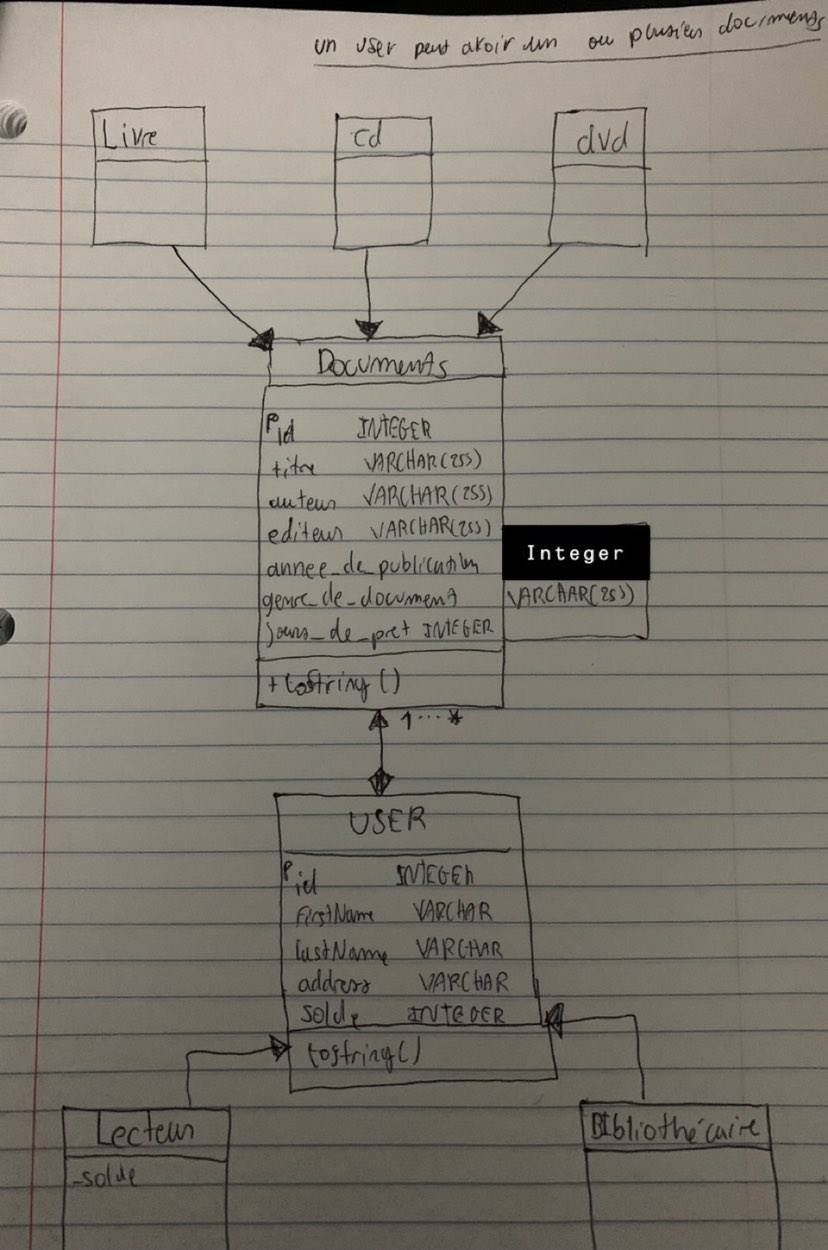 un user peut avoir un ou plusieurs documents
Livre
cd
dvd
Documents
Pid INTEGER
titre VARCHAR(255)
auteur VARCHAR(255)
editeur VARCHAR(255)
annee_de_publication Integer
genre_de_document VARCHAR(255)
jours_de_pret INTEGER
+tostring()
1...*
USER
Pid INTEGER
firstName VARCHAR
lastName VARCHAR
address VARCHAR
solde INTEGER
tostring()
Lecteur
-solde
BIbliothécaire